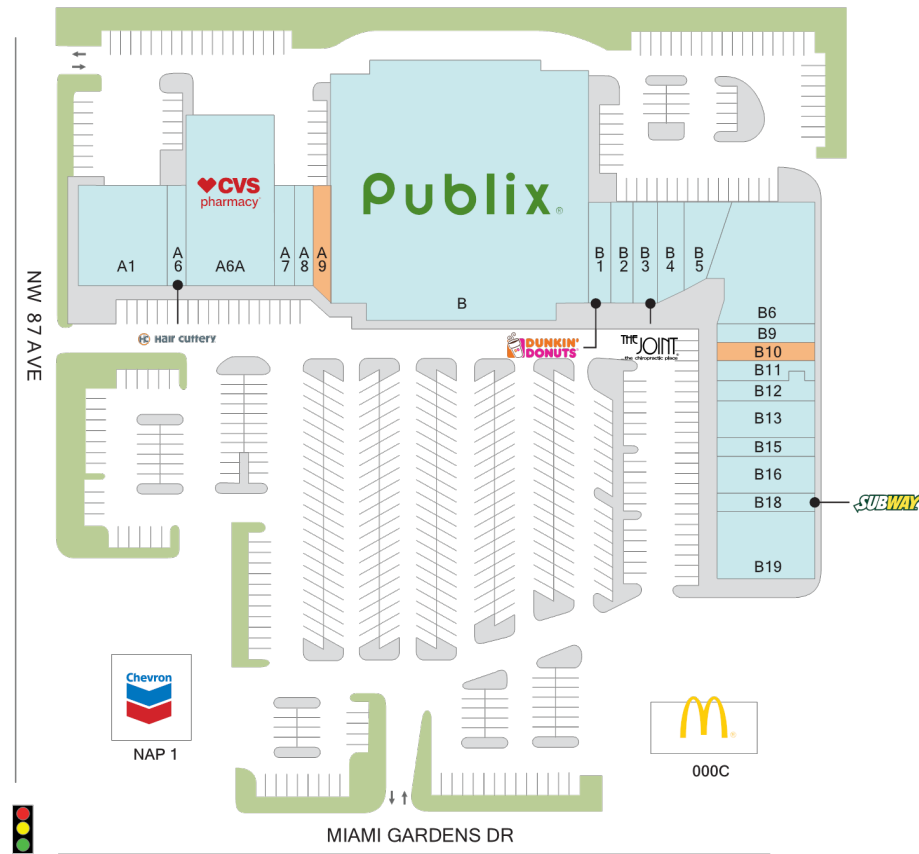 CVS
pharmacy
Publix®
A1
A
6
A6A
A
7
A
8
A
9
B
B
1
B
2
B
3
B
4
B
5
B6
B9
B10
B11
B12
B13
B15
B16
B18
B19
HC Hair Cuttery
DUNKIN'
DONUTS
THE JOINT
...the chiropractic place
SUBWAY
NW 87 AVE
Chevron
NAP 1
000C
MIAMI GARDENS DR